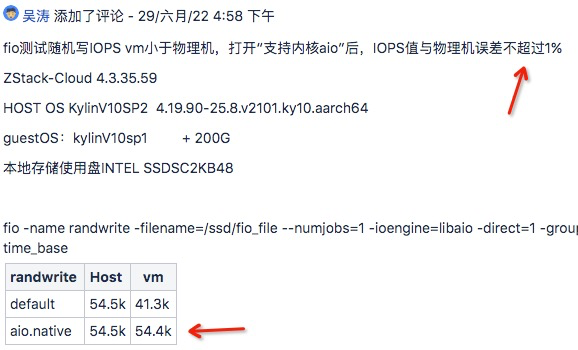 吴涛 添加了评论 - 29/六月/22 4:58 下午
fio测试随机写IOPS vm小于物理机，打开“支持内核aio”后，IOPS值与物理机误差不超过1%
ZStack-Cloud 4.3.35.59
HOST OS KylinV10SP2 4.19.90-25.8.v2101.ky10.aarch64
guestOS：kylinV10sp1 + 200G
本地存储使用盘INTEL SSDSC2KB48
fio -name randwrite -filename=/ssd/fio_file --numjobs=1 -ioengine=libaio -direct=1 -group
time_base
randwrite Host vm
default 54.5k 41.3k
aio.native 54.5k 54.4k